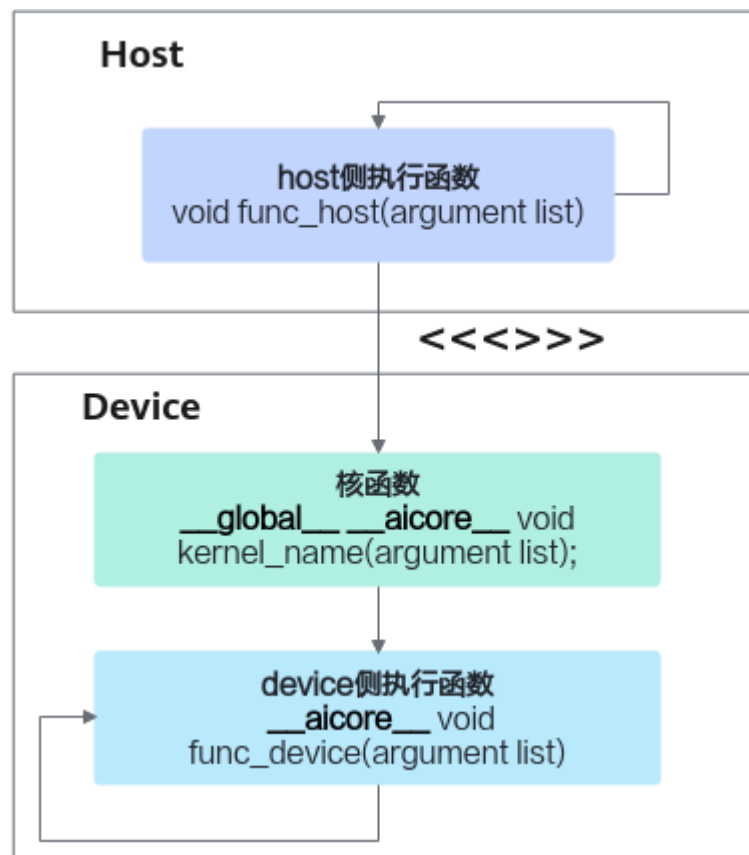 Host
host侧执行函数
void func_host(argument list)
<<<>>>
Device
核函数
__global__ __aicore__ void
kernel_name(argument list);
device侧执行函数
__aicore__ void
func_device(argument list)